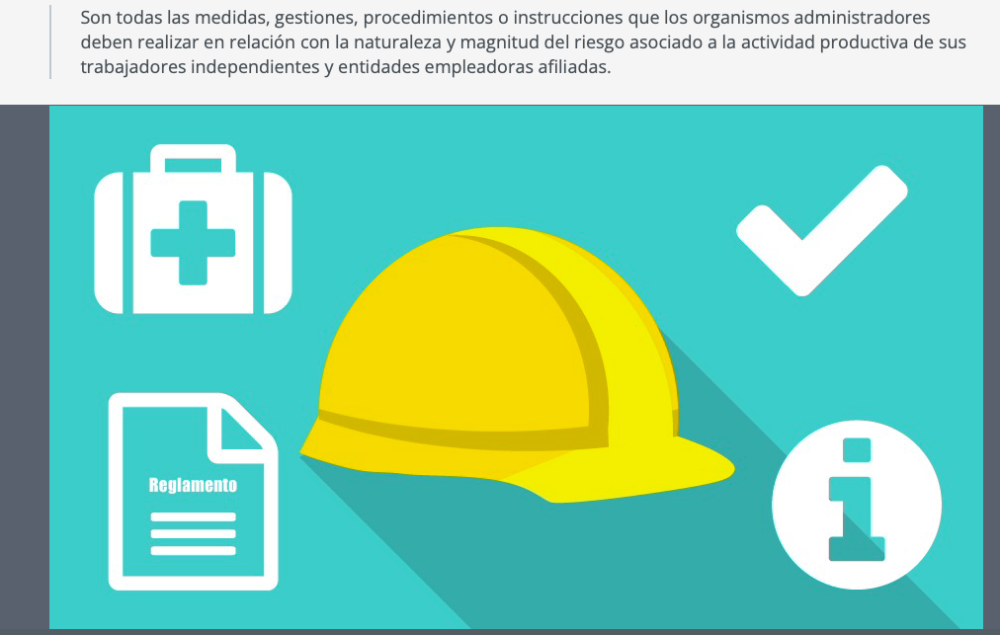 Son todas las medidas, gestiones, procedimientos o instrucciones que los organismos administradores
deben realizar en relación con la naturaleza y magnitud del riesgo asociado a la actividad productiva de sus
trabajadores independientes y entidades empleadoras afiliadas.
Reglamento